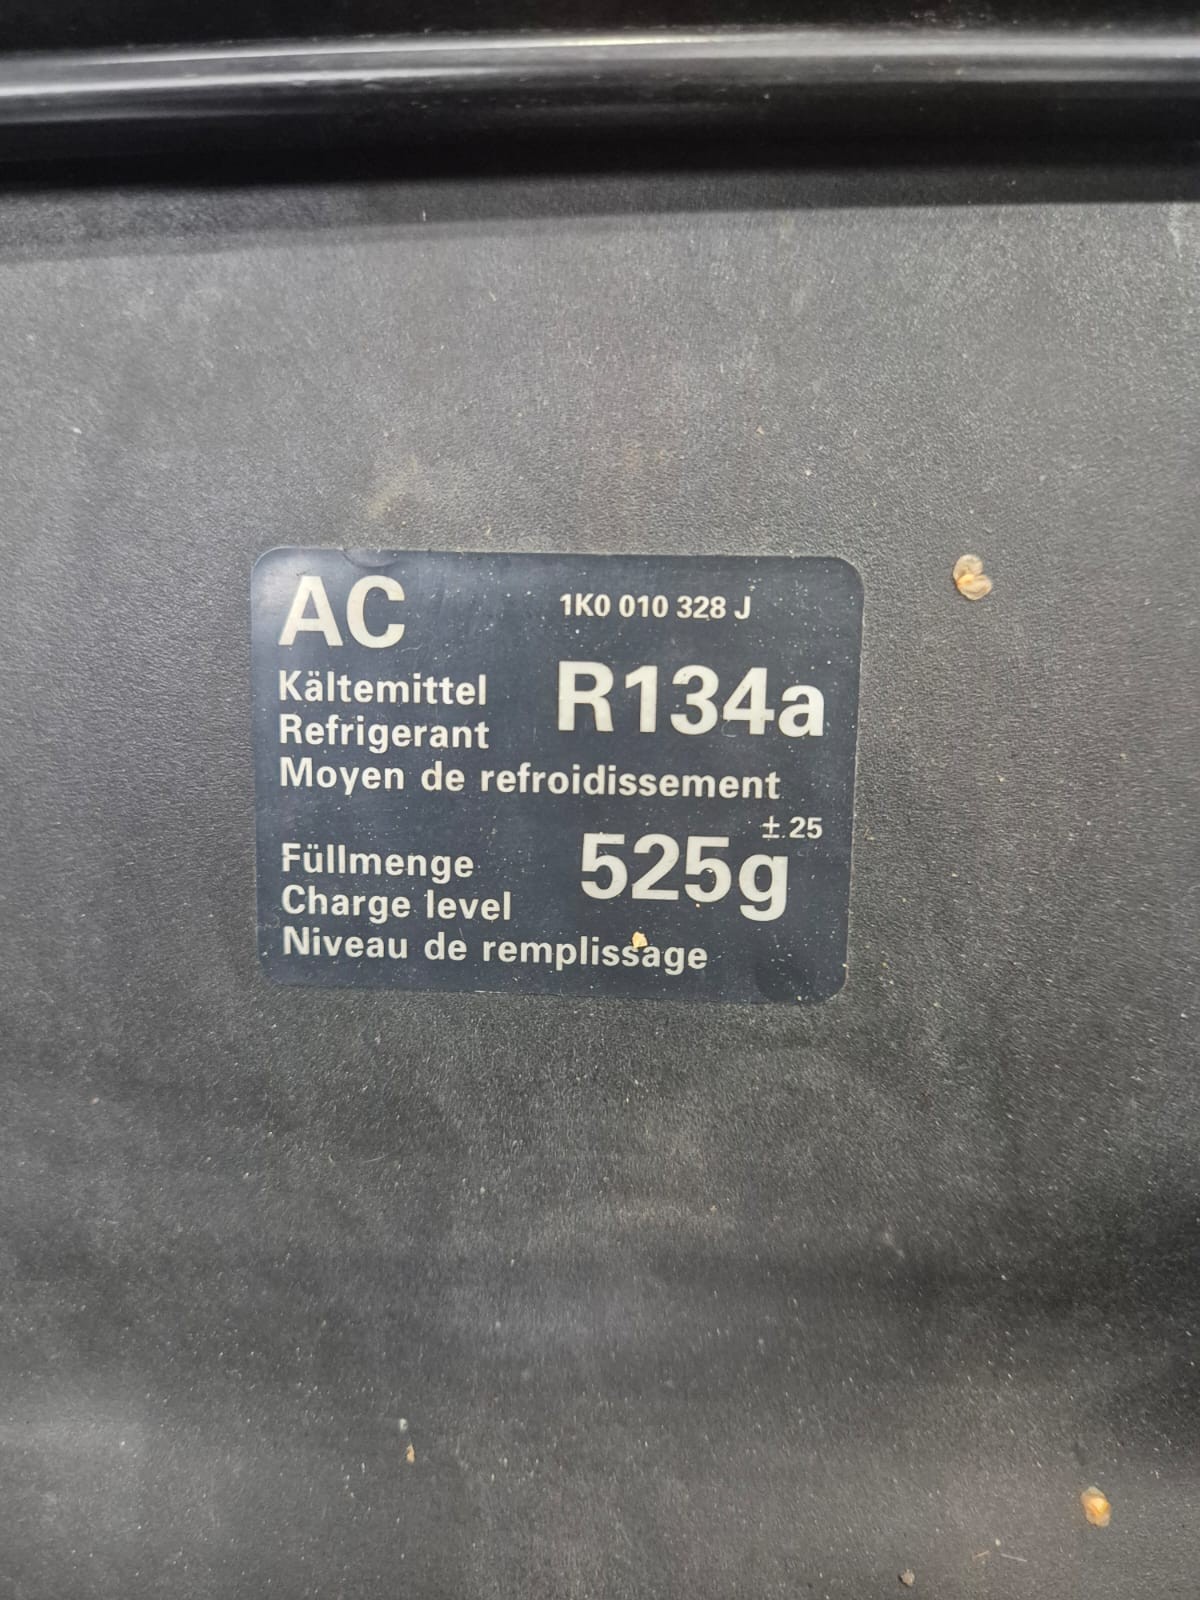 AC
1K0 010 328 J
Kältemittel
R134a
Refrigerant
Moyen de refroidissement
±.25
Füllmenge
525g
Charge level
Niveau de remplissage